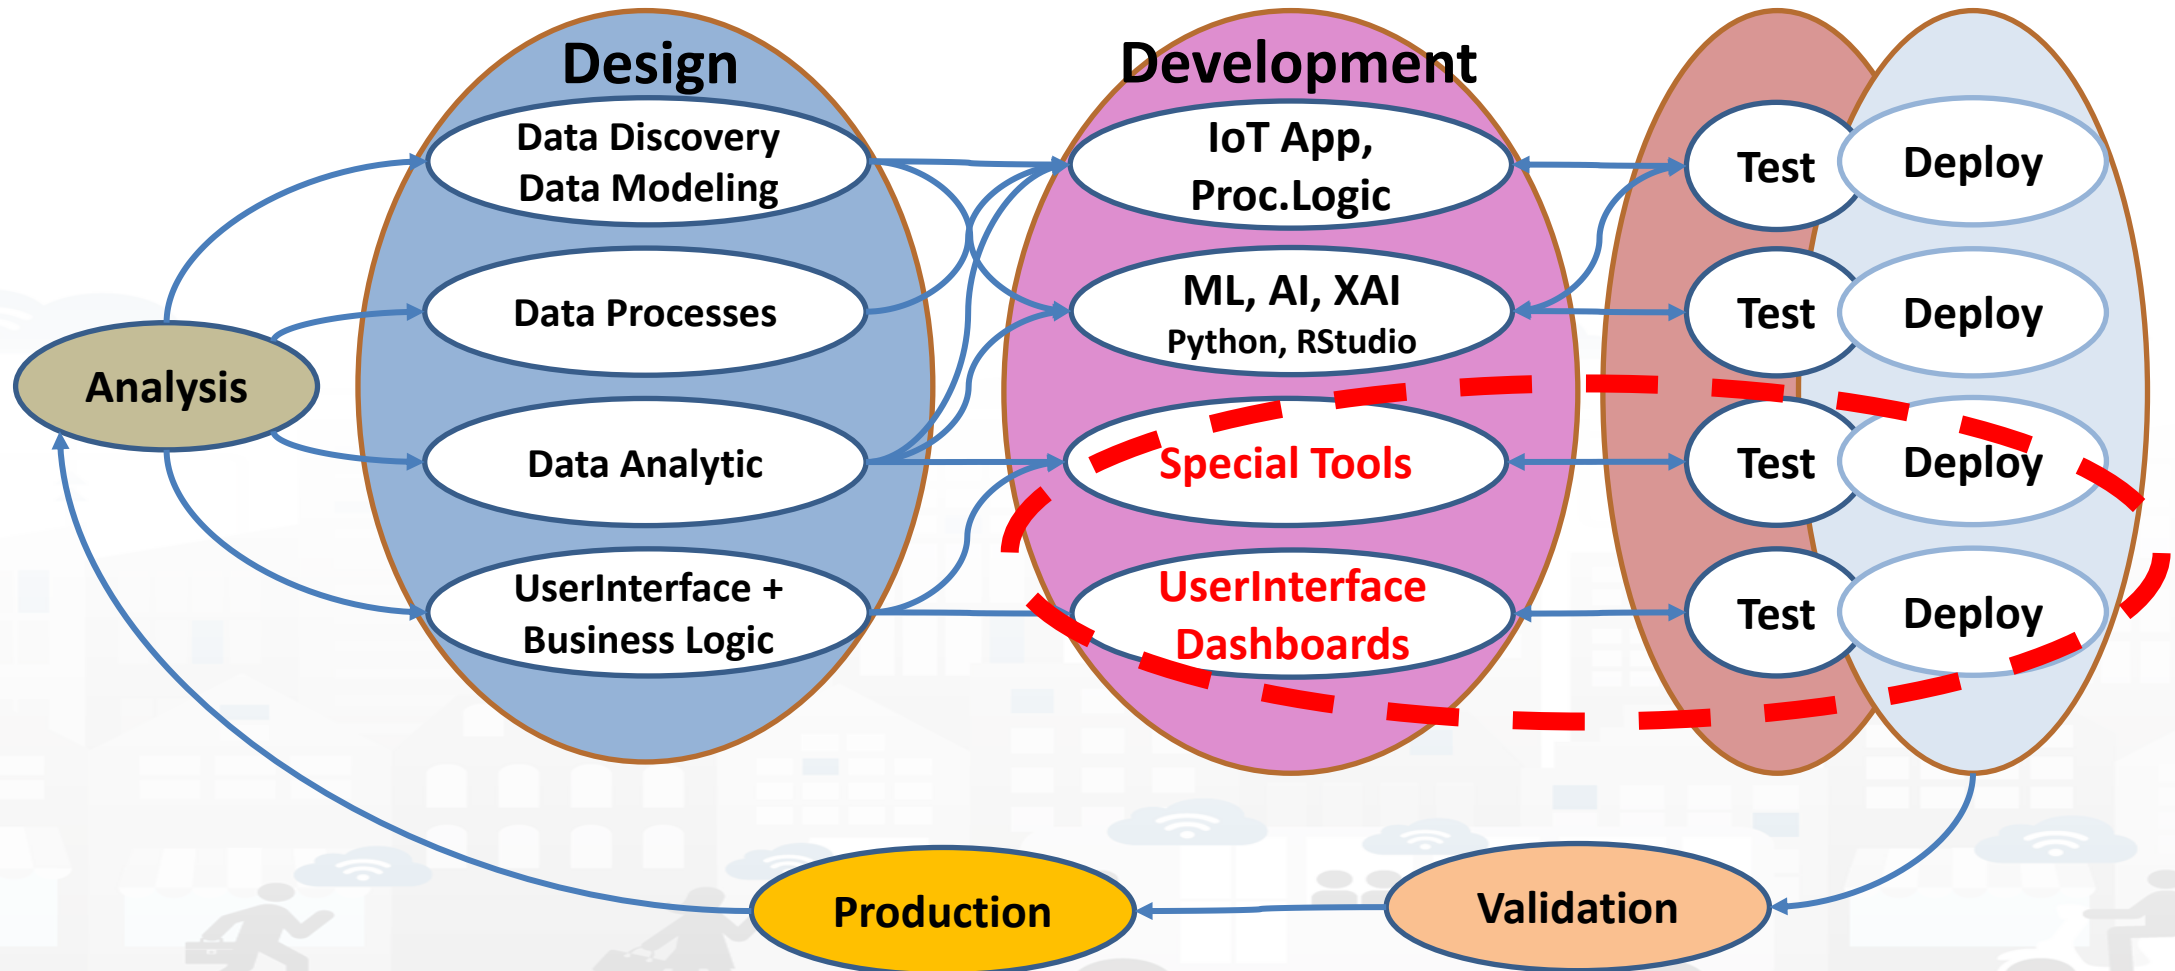 Design
Data Discovery
Data Modeling
Data Processes
Data Analytic
UserInterface +
Business Logic
Analysis
Development
IoT App,
Proc.Logic
ML, AI, XAI
Python, RStudio
Special Tools
UserInterface
Dashboards
Test
Deploy
Test
Deploy
Test
Deploy
Test
Deploy
Production
Validation